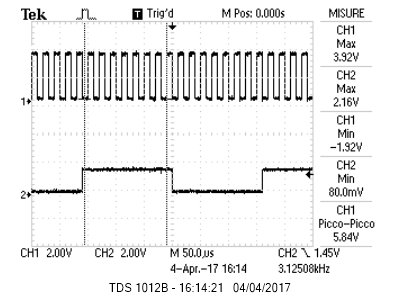 Tek Trig'd M Pos: 0.000s MISURE
CH1
Max
3.92V
CH2
Max
2.16V
CH1
Min
-1.92V
CH2
Min
80.0mV
CH1
Picco-Picco
5.84V
1
2
CH1 2.00V CH2 2.00V M 50.0µs CH2 1.45V
4-Apr.-17 16:14 3.12508kHz
TDS 1012B - 16:14:21 04/04/2017